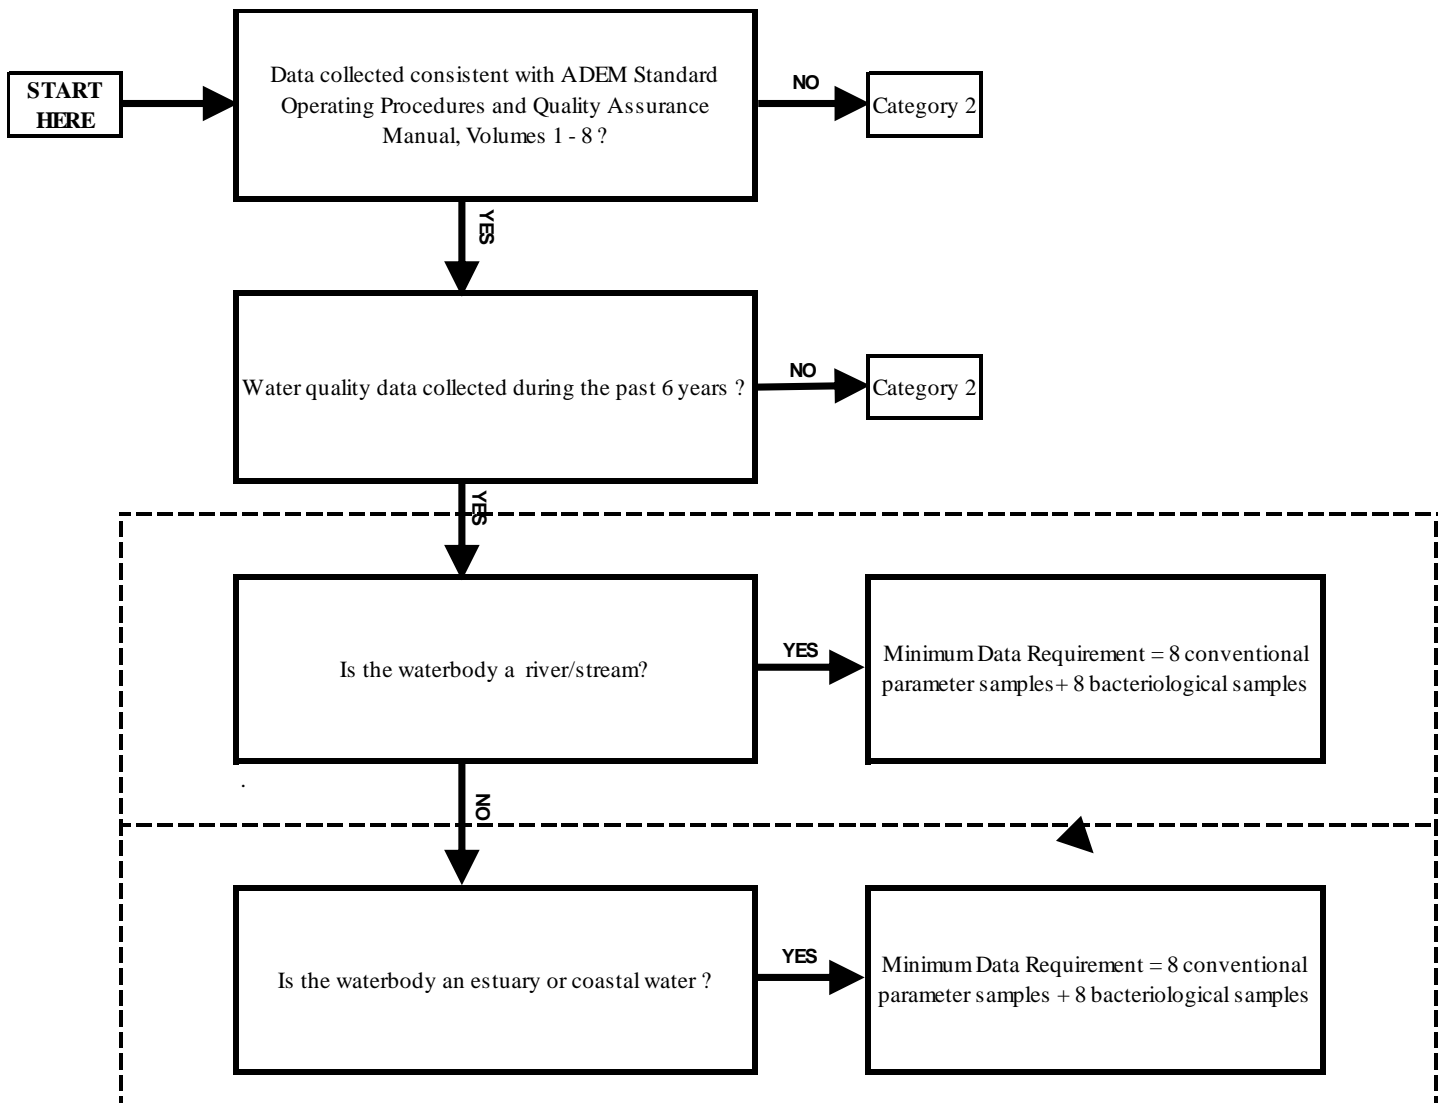 START
HERE
Data collected consistent with ADEM Standard
Operating Procedures and Quality Assurance
Manual, Volumes 1 - 8 ?
NO
Category 2
YES
Water quality data collected during the past 6 years ?
NO
Category 2
YES
Is the waterbody a river/stream?
YES
Minimum Data Requirement = 8 conventional
parameter samples+ 8 bacteriological samples
.
NO
Is the waterbody an estuary or coastal water ?
YES
Minimum Data Requirement = 8 conventional
parameter samples + 8 bacteriological samples